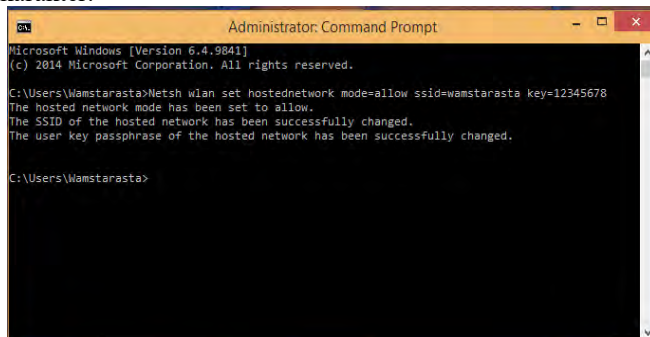 Administrator: Command Prompt
Microsoft Windows [Version 6.4.9841]
(c) 2014 Microsoft Corporation. All rights reserved.
C:\Users\Wamstarasta>Netsh wlan set hostednetwork mode=allow ssid=wamstarasta key=12345678
The hosted network mode has been set to allow.
The SSID of the hosted network has been successfully changed.
The user key passphrase of the hosted network has been successfully changed.
C:\Users\Wamstarasta>